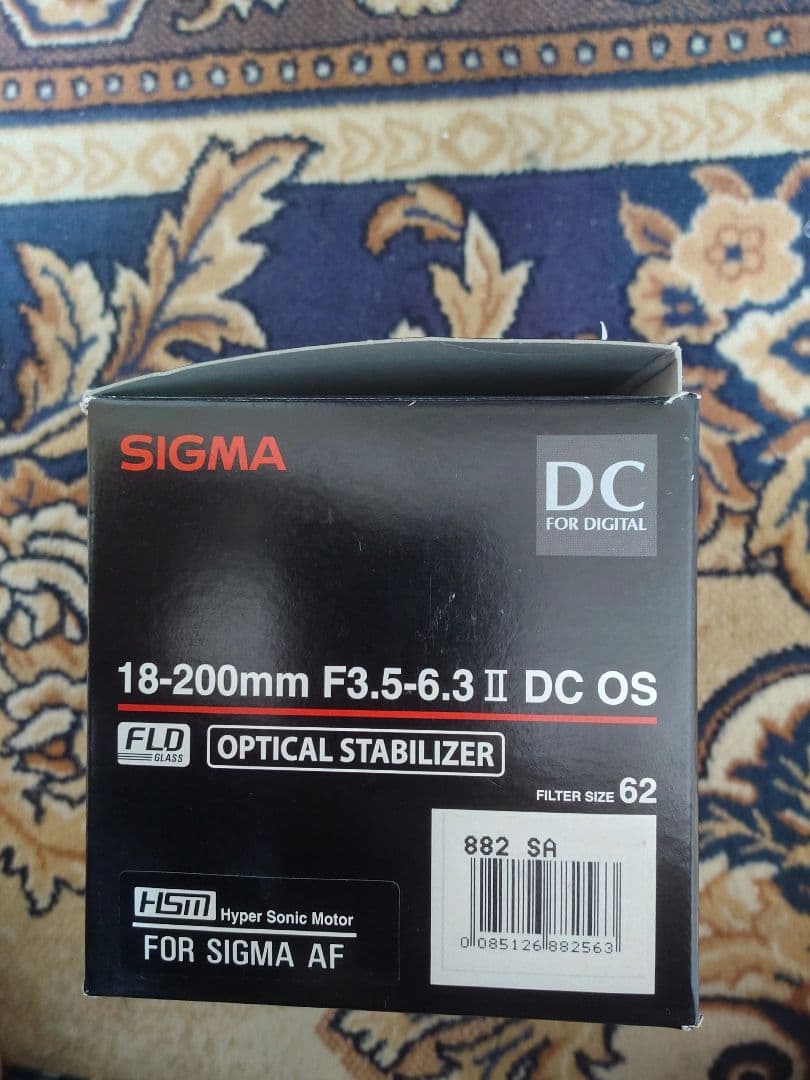 SIGMA
DC
FOR DIGITAL
18-200mm F3.5-6.3 II DC OS
FLD
GLASS
OPTICAL STABILIZER
FILTER SIZE 62
882 SA
0 085126 882563
HSM Hyper Sonic Motor
FOR SIGMA AF